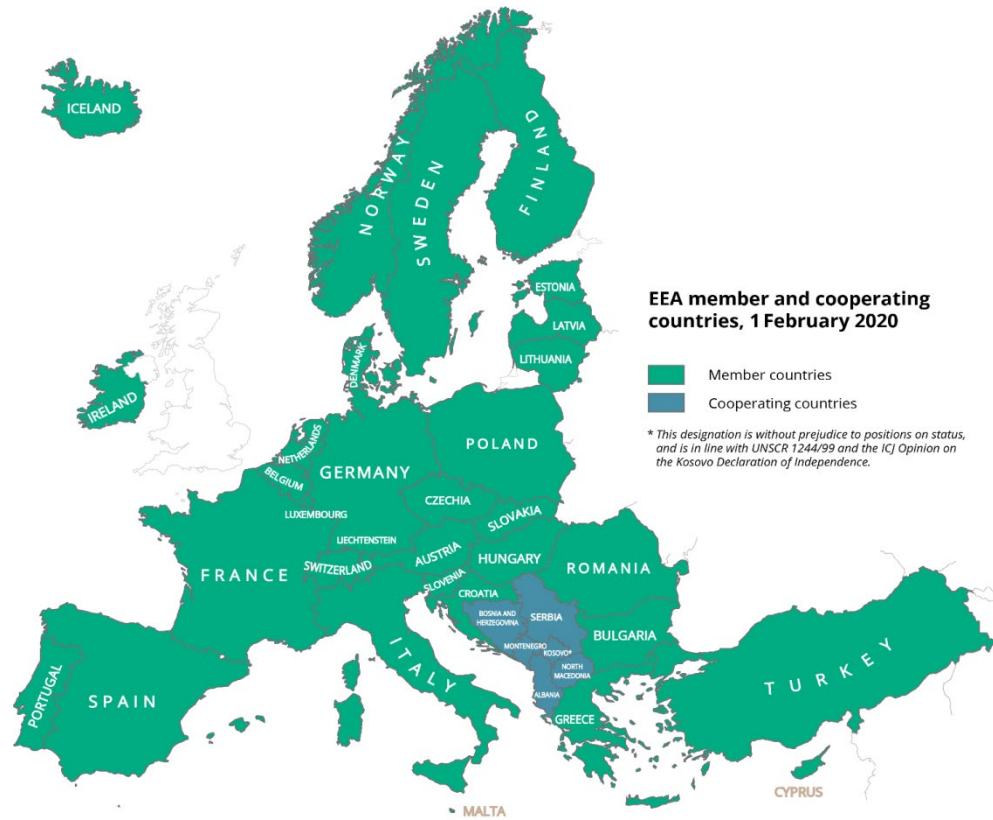 ICELAND
NORWAY
SWEDEN
FINLAND
ESTONIA
LATVIA
LITHUANIA
DENMARK
IRELAND
EEA member and cooperating
countries, 1 February 2020
Member countries
Cooperating countries
* This designation is without prejudice to positions on status,
and is in line with UNSCR 1244/99 and the ICJ Opinion on
the Kosovo Declaration of Independence.
NETHERLANDS
BELGIUM
GERMANY
POLAND
LUXEMBOURG
CZECHIA
SLOVAKIA
LIECHTENSTEIN
AUSTRIA
HUNGARY
FRANCE
SWITZERLAND
SLOVENIA
CROATIA
ROMANIA
BOSNIA AND
HERZEGOVINA
SERBIA
MONTENEGRO
KOSOVO*
BULGARIA
NORTH
MACEDONIA
ALBANIA
ITALY
GREECE
TURKEY
PORTUGAL
SPAIN
MALTA
CYPRUS